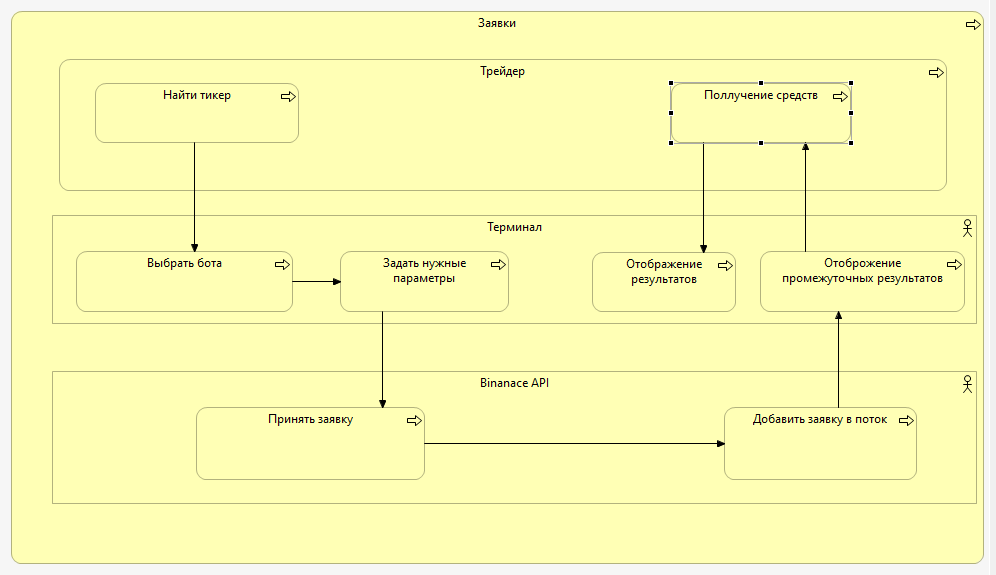 Заявки
Трейдер
Найти тикер
Поллучение средств
Терминал
Выбрать бота
Задать нужные
параметры
Отображение
результатов
Отоброжение
промежуточных результатов
Binanace API
Принять заявку
Добавить заявку в поток